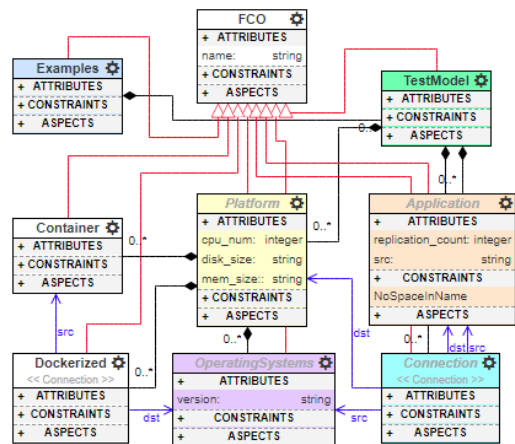 FCO
+ ATTRIBUTES
name: string
+ CONSTRAINTS
+ ASPECTS
Examples
+ ATTRIBUTES
+ CONSTRAINTS
+ ASPECTS
TestModel
+ ATTRIBUTES
+ CONSTRAINTS
+ ASPECTS
0..*
0..*
0..*
Container
+ ATTRIBUTES
+ CONSTRAINTS
+ ASPECTS
0..*
Platform
+ ATTRIBUTES
cpu_num: integer
disk_size: string
mem_size:: string
+ CONSTRAINTS
+ ASPECTS
Application
+ ATTRIBUTES
replication_count: integer
src: string
+ CONSTRAINTS
NoSpaceInName
+ ASPECTS
src
dst
0..*
0..*
0..*
dst
src
Dockerized
<< Connection >>
+ ATTRIBUTES
+ CONSTRAINTS
+ ASPECTS
dst
OperatingSystems
+ ATTRIBUTES
version: string
+ CONSTRAINTS
+ ASPECTS
src
Connection
<< Connection >>
+ ATTRIBUTES
+ CONSTRAINTS
+ ASPECTS